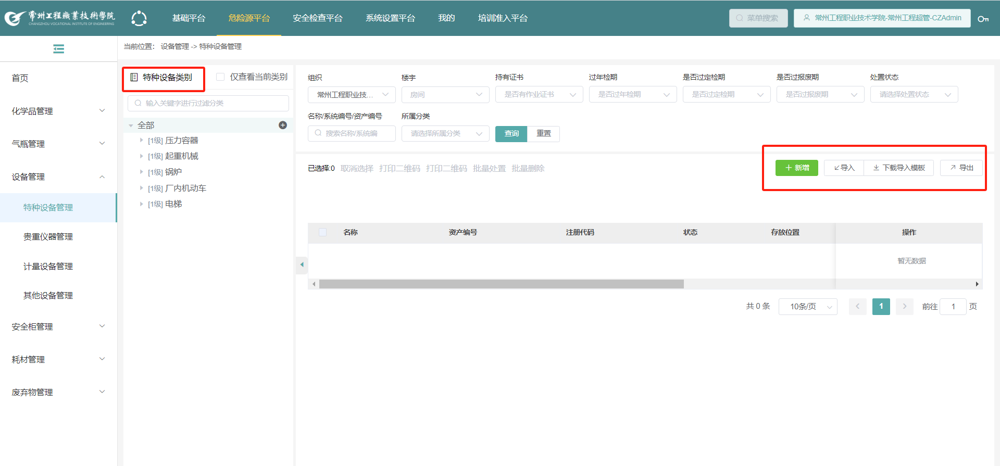 常州工程職業技術學院
CHANGZHOU VOCATIONAL INSTITUTE OF ENGINEERING
基础平台
危险源平台
安全检查平台
系统设置平台
我的
培训准入平台
菜单搜索
常州工程职业技术学院-常州工程超管-CZAdmin
当前位置: 设备管理 -> 特种设备管理
首页
化学品管理
气瓶管理
设备管理
特种设备管理
贵重仪器管理
计量设备管理
其他设备管理
安全柜管理
耗材管理
废弃物管理
特种设备类别
仅查看当前类别
输入关键字进行过滤分类
全部
[1级] 压力容器
[1级] 起重机械
[1级] 锅炉
[1级] 厂内机动车
[1级] 电梯
组织
楼宇
持有证书
过年检期
是否过定检期
是否过报废期
处置状态
常州工程职业技...
房间
是否有作业证书
是否过年检期
是否过定检期
是否过报废期
请选择处置状态
名称/系统编号/资产编号
所属分类
搜索名称/系统编
请选择所属分类
查询
重置
已选择:0 取消选择 打印二维码 打印二维码 批量处置 批量删除
新增
导入
下载导入模板
导出
名称
资产编号
注册代码
状态
存放位置
操作
暂无数据
共 0 条
10条/页
1
前往 1 页